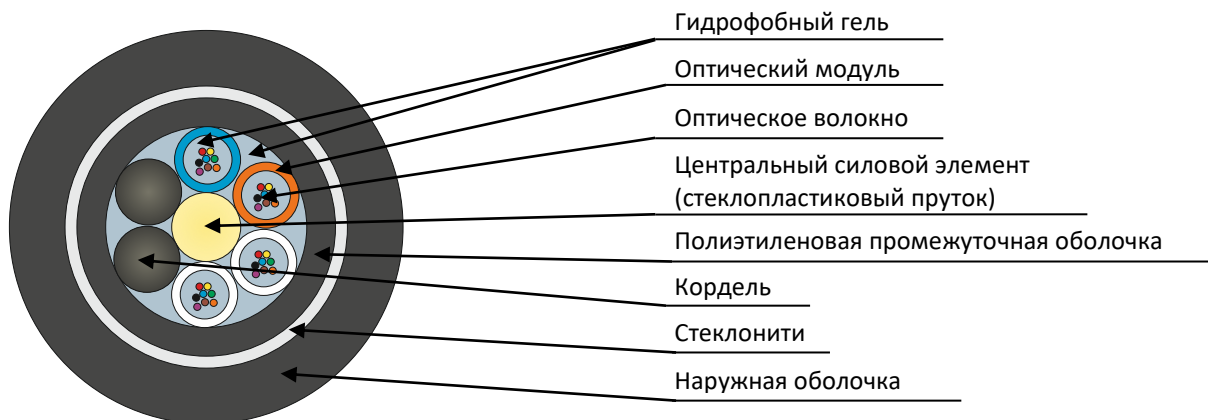 Гидрофобный гель
Оптический модуль
Оптическое волокно
Центральный силовой элемент
(стеклопластиковый пруток)
Полиэтиленовая промежуточная оболочка
Кордель
Стеклонити
Наружная оболочка